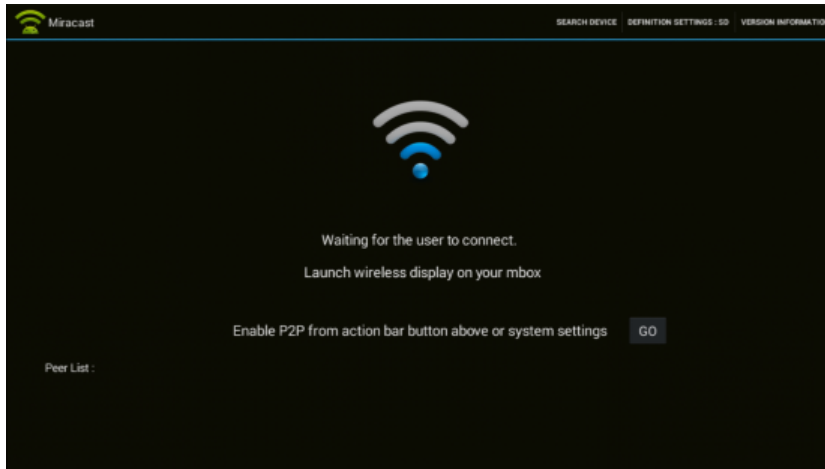 Miracast
SEARCH DEVICE
DEFINITION SETTINGS : SD
VERSION INFORMATIO
Waiting for the user to connect.
Launch wireless display on your mbox
Enable P2P from action bar button above or system settings
GO
Peer List :